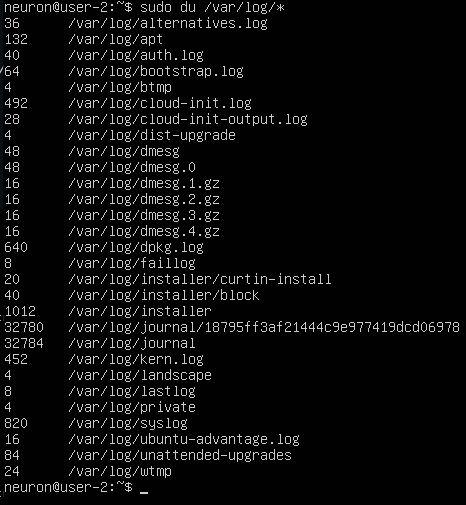 neuron@user-2:~$ sudo du /var/log/*
36 /var/log/alternatives.log
132 /var/log/apt
40 /var/log/auth.log
64 /var/log/bootstrap.log
4 /var/log/btmp
492 /var/log/cloud-init.log
28 /var/log/cloud-init-output.log
4 /var/log/dist-upgrade
48 /var/log/dmesg
48 /var/log/dmesg.0
16 /var/log/dmesg.1.gz
16 /var/log/dmesg.2.gz
16 /var/log/dmesg.3.gz
16 /var/log/dmesg.4.gz
640 /var/log/dpkg.log
8 /var/log/faillog
20 /var/log/installer/curtin-install
40 /var/log/installer/block
1012 /var/log/installer
32780 /var/log/journal/18795ff3af21444c9e977419dcd06978
32784 /var/log/journal
452 /var/log/kern.log
4 /var/log/landscape
8 /var/log/lastlog
4 /var/log/private
820 /var/log/syslog
16 /var/log/ubuntu-advantage.log
84 /var/log/unattended-upgrades
24 /var/log/wtmp
neuron@user-2:~$ _